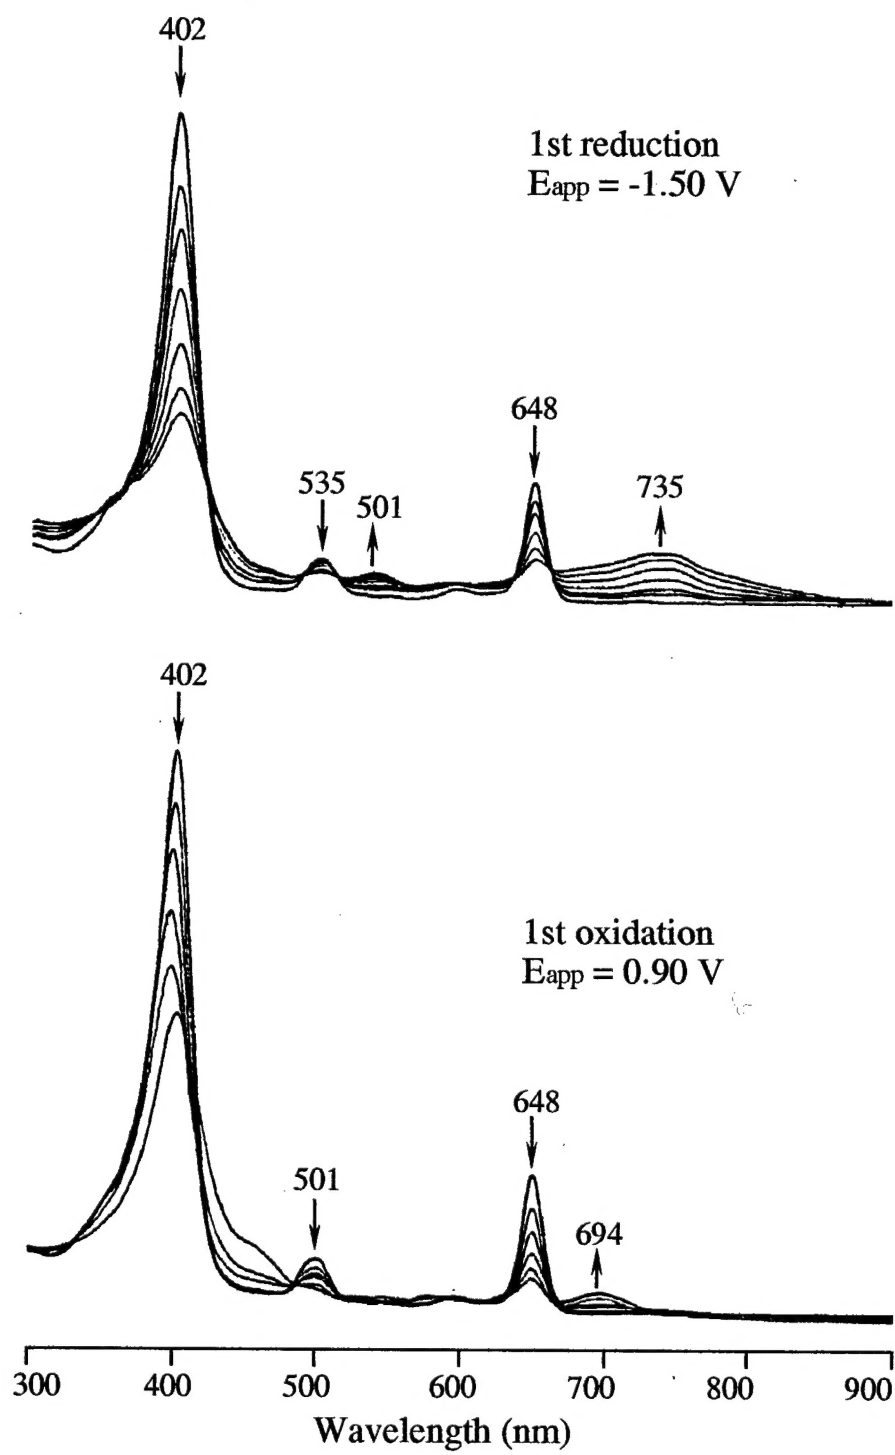 402
1st reduction
Eapp = -1.50 V
648
535
501
735
402
1st oxidation
Eapp = 0.90 V
648
501
694
300 400 500 600 700 800 900
Wavelength (nm)